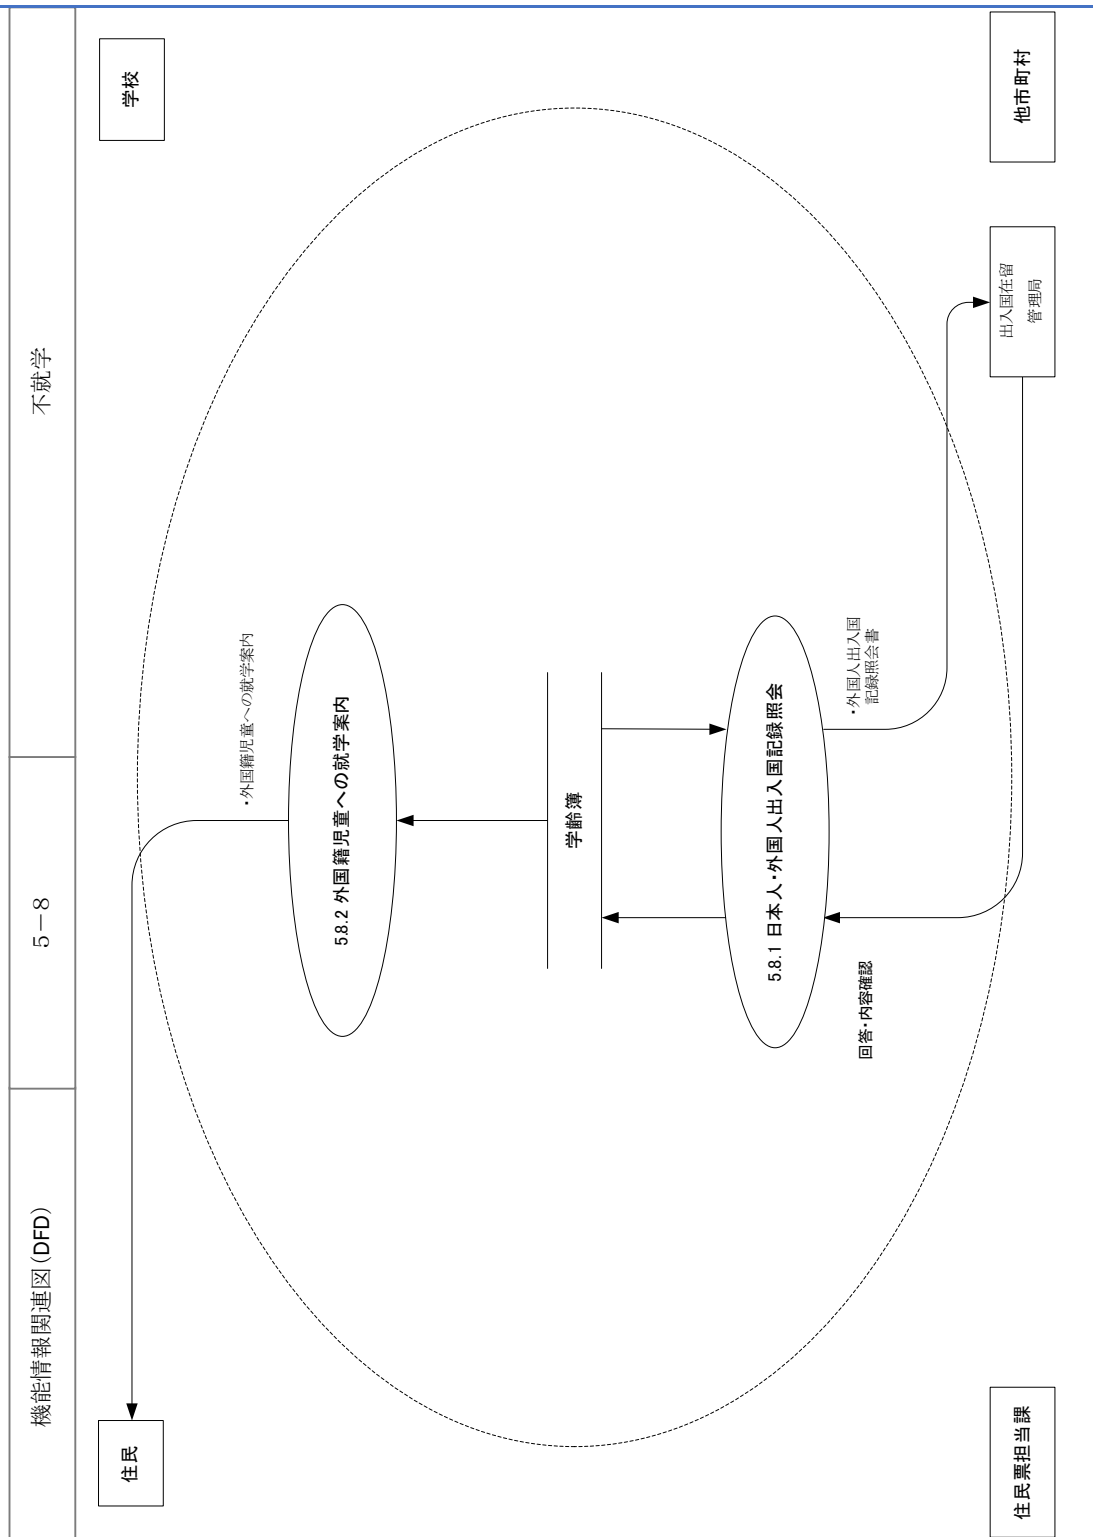 機能情報関連図(DFD)
5－8
不就学
住民
学校
・外国籍児童への就学案内
5.8.2 外国籍児童への就学案内
学齢簿
5.8.1 日本人・外国人出入国記録照会
・外国人出入国
記録照会書
回答・内容確認
出入国在留
管理局
住民票担当課
他市町村